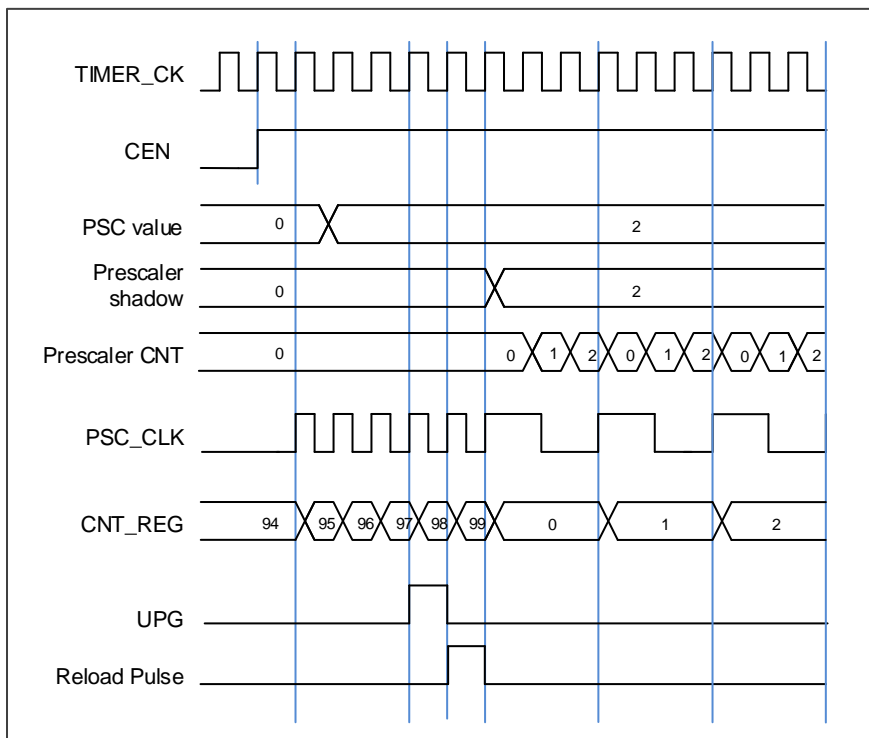 TIMER_CK
CEN
PSC value 0 2
Prescaler
shadow 0 2
Prescaler CNT 0 0 1 2 0 1 2 0 1 2
PSC_CLK
CNT_REG 94 95 96 97 98 99 0 1 2
UPG
Reload Pulse